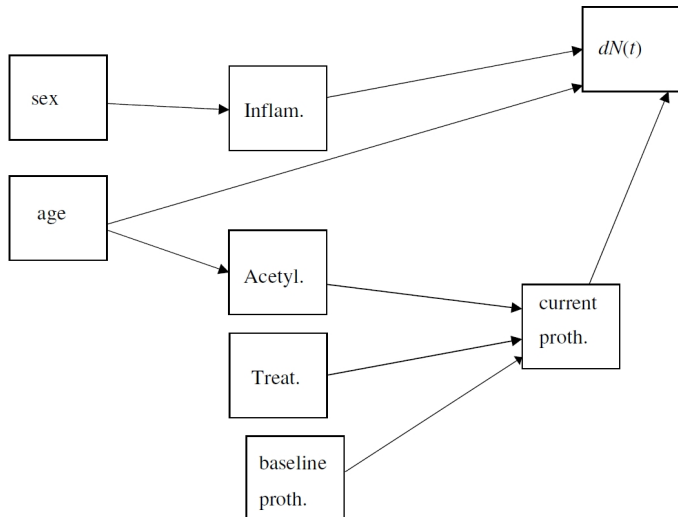 dN(t)
sex
Inflam.
age
Acetyl.
current
proth.
Treat.
baseline
proth.